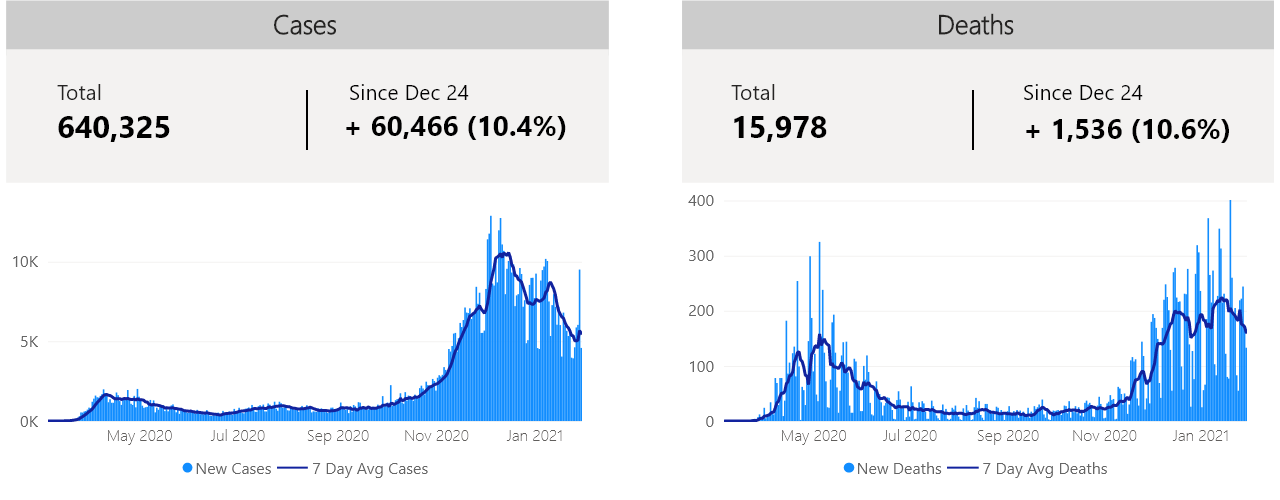 Cases
Total
Since Dec 24
640,325
+ 60,466 (10.4%)
10K
5K
0K
May 2020
Jul 2020
Sep 2020
Nov 2020
Jan 2021
New Cases
7 Day Avg Cases
Deaths
Total
Since Dec 24
15,978
+ 1,536 (10.6%)
400
300
200
100
0
May 2020
Jul 2020
Sep 2020
Nov 2020
Jan 2021
New Deaths
7 Day Avg Deaths